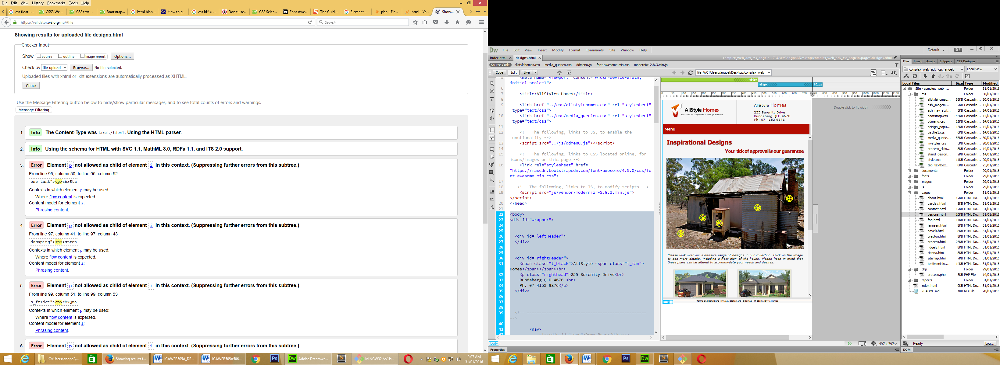 File Edit View History Bookmarks Tools Help
css float -... CSS3 We... CSS text-... Bootstrap... html blan... How to g... css id^= ... Don't use... CSS Selec... Font Awe... The Guid... Element ... php - Ele... html - Va... Show...
https://validator.w3.org/nu/#file Search
Showing results for uploaded file designs.html
Checker Input
Show source outline image report Options...
Check by file upload Browse... No file selected.
Uploaded files with xhtml or .xht extensions are automatically processed as XHTML.
Check
Use the Message Filtering button below to hide/show particular messages, and to see total counts of errors and warnings.
Message Filtering
1. Info The Content-Type was text/html. Using the HTML parser.
2. Info Using the schema for HTML with SVG 1.1, MathML 3.0, RDFa 1.1, and ITS 2.0 support.
3. Error Element p not allowed as child of element i in this context. (Suppressing further errors from this subtree.)
From line 95, column 50; to line 95, column 52
ons_tank"><p><b>Sta
Contexts in which element p may be used:
Where flow content is expected.
Content model for element i:
Phrasing content.
4. Error Element p not allowed as child of element i in this context. (Suppressing further errors from this subtree.)
From line 97, column 41; to line 97, column 43
dscaping"><p><stron
Contexts in which element p may be used:
Where flow content is expected.
Content model for element i:
Phrasing content.
5. Error Element p not allowed as child of element i in this context. (Suppressing further errors from this subtree.)
From line 99, column 51; to line 99, column 53
s_fridge"><p><b>Qua
Contexts in which element p may be used:
Where flow content is expected.
Content model for element i:
Phrasing content.
6. Error Element p not allowed as child of element i in this context. (Suppressing further errors from this subtree.)
C:\Users\angpal\... Showing results f... ICAWEB505A_DR... ICAWEB505A506... Adobe Dreamwe... MINGW32:/c/Us...
2:07 AM
31/01/2016
Dw File Edit View Insert Modify Format Commands Site Window Help Default
index.html designs.html complex_web_adv_css_angelo - C:\Users\angpal\Desktop\complex_web_adv_css_angelo\pages\designs.html
Source Code allstylehomes.css media_queries.css ddmenu.js font-awesome.min.css modernizr-2.8.3.min.js
Code Split Live file:///C|/Users/angpal/Desktop/complex_web_
5 <meta name="viewport" content="width=device-width,
initial-scale=1">
6
7 <title>AllStyles Homes</title>
8
9 <link href="../css/allstylehomes.css" rel="stylesheet"
type="text/css">
10 <link href="../css/media_queries.css" rel="stylesheet"
type="text/css">
11
12 <!-- The following, links to JS, to enable the
functionality -->
13 <script src="../js/ddmenu.js"></script>
14
15 <!-- The following, links to CSS located online, for
icons/images on this page -->
16 <link rel="stylesheet" href=
"https://maxcdn.bootstrapcdn.com/font-awesome/4.5.0/css/fo
nt-awesome.min.css">
17
18 <!-- The following, links to JS, to modify scripts -->
19 <script src="js/vendor/modernizr-2.8.3.min.js">
</script>
20 </head>
21
22 <body>
23 <div id="wrapper">
24
25
26 <div id="leftHeader">
27 </div>
28
29
30 <div id="rightHeader">
31 <span class="t_black">AllStyle <span class="t_tan">
Homes</span></span><br>
32 <p class="righthead">255 Serenity Drive<br>
33 Bundaberg QLD 4670 <br>
34 Ph: 07 4153 9876</p>
35 </div>
36
37
38
39 <!-- ================================================
-->
40
41 <nav>
42 <!--<div id="logo">Demo Page</div>-->
body
480px
481px 801px
0 50 100 150 200 250 300 350 400 450 500 550 600 650 700 750 800 850 900 950 1000 1050 1100 1150
AllStyle Homes
Your tick of approval is our guarantee
AllStyle Homes
255 Serenity Drive
Bundaberg QLD 4670
Ph: 07 4153 9876
Double click to fit width
Menu
Inspirational Designs
Your tick of approval is our guarantee
Please look over our extensive range of designs in our collection. Click on the image
to see more details, including a floor plan of the house. Please keep in mind that
these plans can be altered to accommodate your needs and desires.
body +
Terms and Conditions | Privacy Statement | Sitemap | © 2015 AllStyle Homes
497 x 797
Properties
Files Insert Assets Snippets CSS Designer
complex_web_adv_css_angelo Local view
Local Files Size Type Modified
Site - complex_web_... Folder 31/01/2016
css Folder 30/01/2016
allstylehomes... 33KB Cascadin... 30/01/2016
ash_imagem... 2KB Cascadin... 14/01/2016
ash_nav_styl... 3KB Cascadin... 14/01/2016
bootstrap.css 145KB Cascadin... 14/01/2016
ddmenu.css 11KB Cascadin... 14/01/2016
deisign_popu... 13KB Cascadin... 14/01/2016
gistfile1.css 6KB Cascadin... 14/01/2016
media_querie... 56KB Cascadin... 30/01/2016
mystyles.css 3KB Cascadin... 20/01/2016
process_slids... 8KB Cascadin... 14/01/2016
stand_design... 2KB Cascadin... 14/01/2016
style.css 11KB Cascadin... 20/01/2016
tab_textbox.... 8KB Cascadin... 23/01/2016
documents Folder 29/01/2016
fonts Folder 29/01/2016
images Folder 29/01/2016
js Folder 29/01/2016
pages Folder 31/01/2016
about.html 12KB HTML Do... 31/01/2016
barclay.html 8KB HTML Do... 31/01/2016
contact.html 12KB HTML Do... 31/01/2016
designs.html 10KB HTML Do... 31/01/2016
faq.html 11KB HTML Do... 31/01/2016
jannsen.html 8KB HTML Do... 31/01/2016
novelli.html 8KB HTML Do... 31/01/2016
preston.html 8KB HTML Do... 31/01/2016
process.html 25KB HTML Do... 31/01/2016
ridgely.html 8KB HTML Do... 31/01/2016
sienna.html 8KB HTML Do... 31/01/2016
sitemap.html 7KB HTML Do... 31/01/2016
testimonials.... 14KB HTML Do... 31/01/2016
php Folder 29/01/2016
process.php 3KB PHP File 14/01/2016
reports Folder 29/01/2016
index.html 9KB HTML Do... 31/01/2016
README.md 1KB MD File 20/01/2016
Ready Log...
DOM